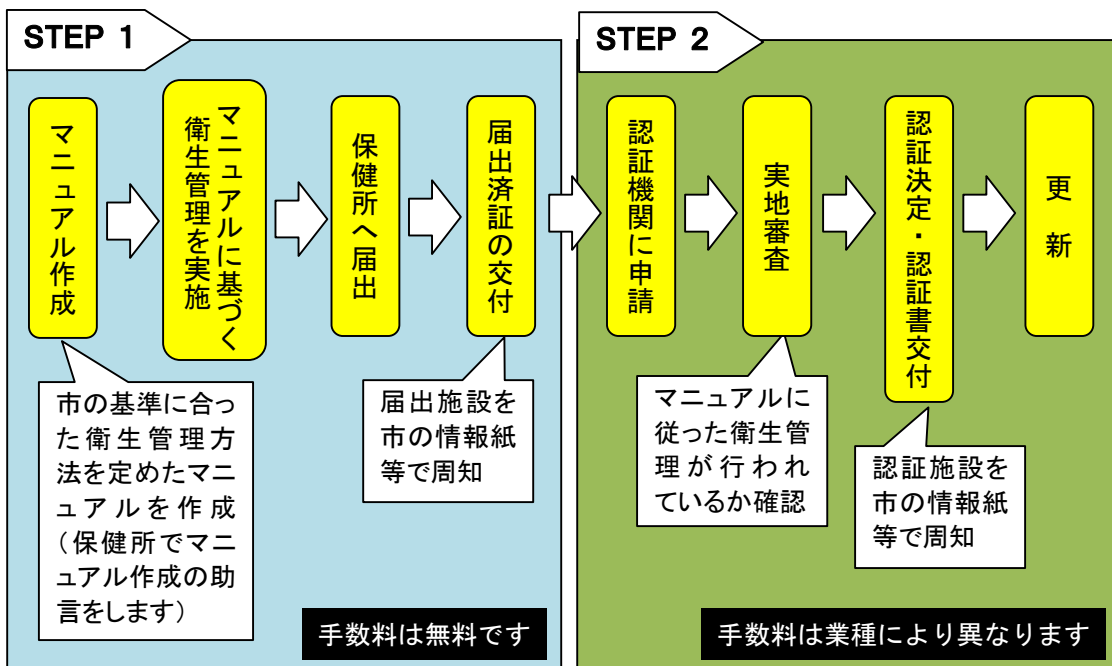 STEP 1
マニュアル作成
マニュアルに基づく
衛生管理を実施
保健所へ届出
届出済証の交付
市の基準に合っ
た衛生管理方
法を定めたマニ
ュアルを作成
(保健所でマニ
ュアル作成の助
言をします)
届出施設を
市の情報紙
等で周知
手数料は無料です
STEP 2
認証機関に申請
実地審査
認証決定・認証書交付
更新
マニュアルに
従った衛生管
理が行われ
ているか確認
認証施設を
市の情報紙
等で周知
手数料は業種により異なります